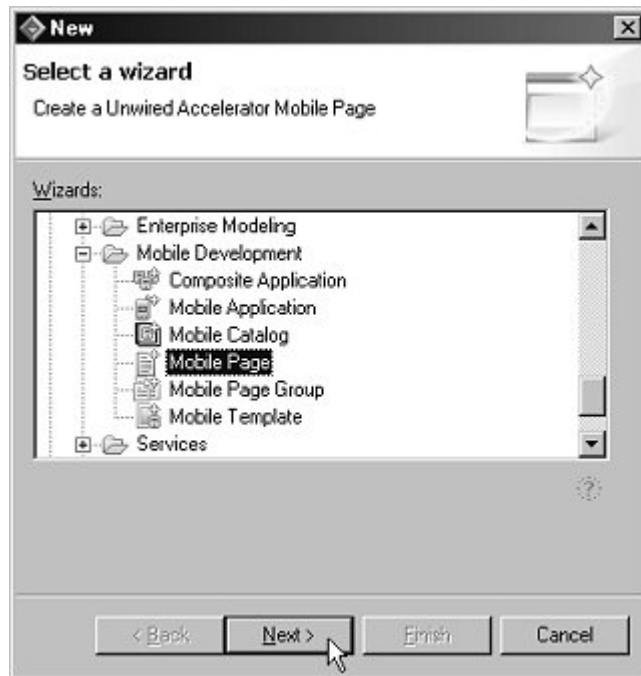 New
Select a wizard
Create a Unwired Accelerator Mobile Page
Wizards:
Enterprise Modeling
Mobile Development
Composite Application
Mobile Application
Mobile Catalog
Mobile Page
Mobile Page Group
Mobile Template
Services
?
< Back Next > Finish Cancel